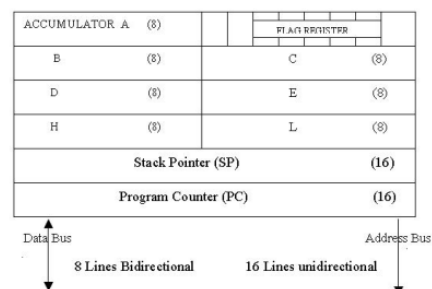 ACCUMULATOR A (8) FLAG REGISTER
B (8) C (8)
D (8) E (8)
H (8) L (8)
Stack Pointer (SP) (16)
Program Counter (PC) (16)
Data Bus Address Bus
8 Lines Bidirectional 16 Lines unidirectional